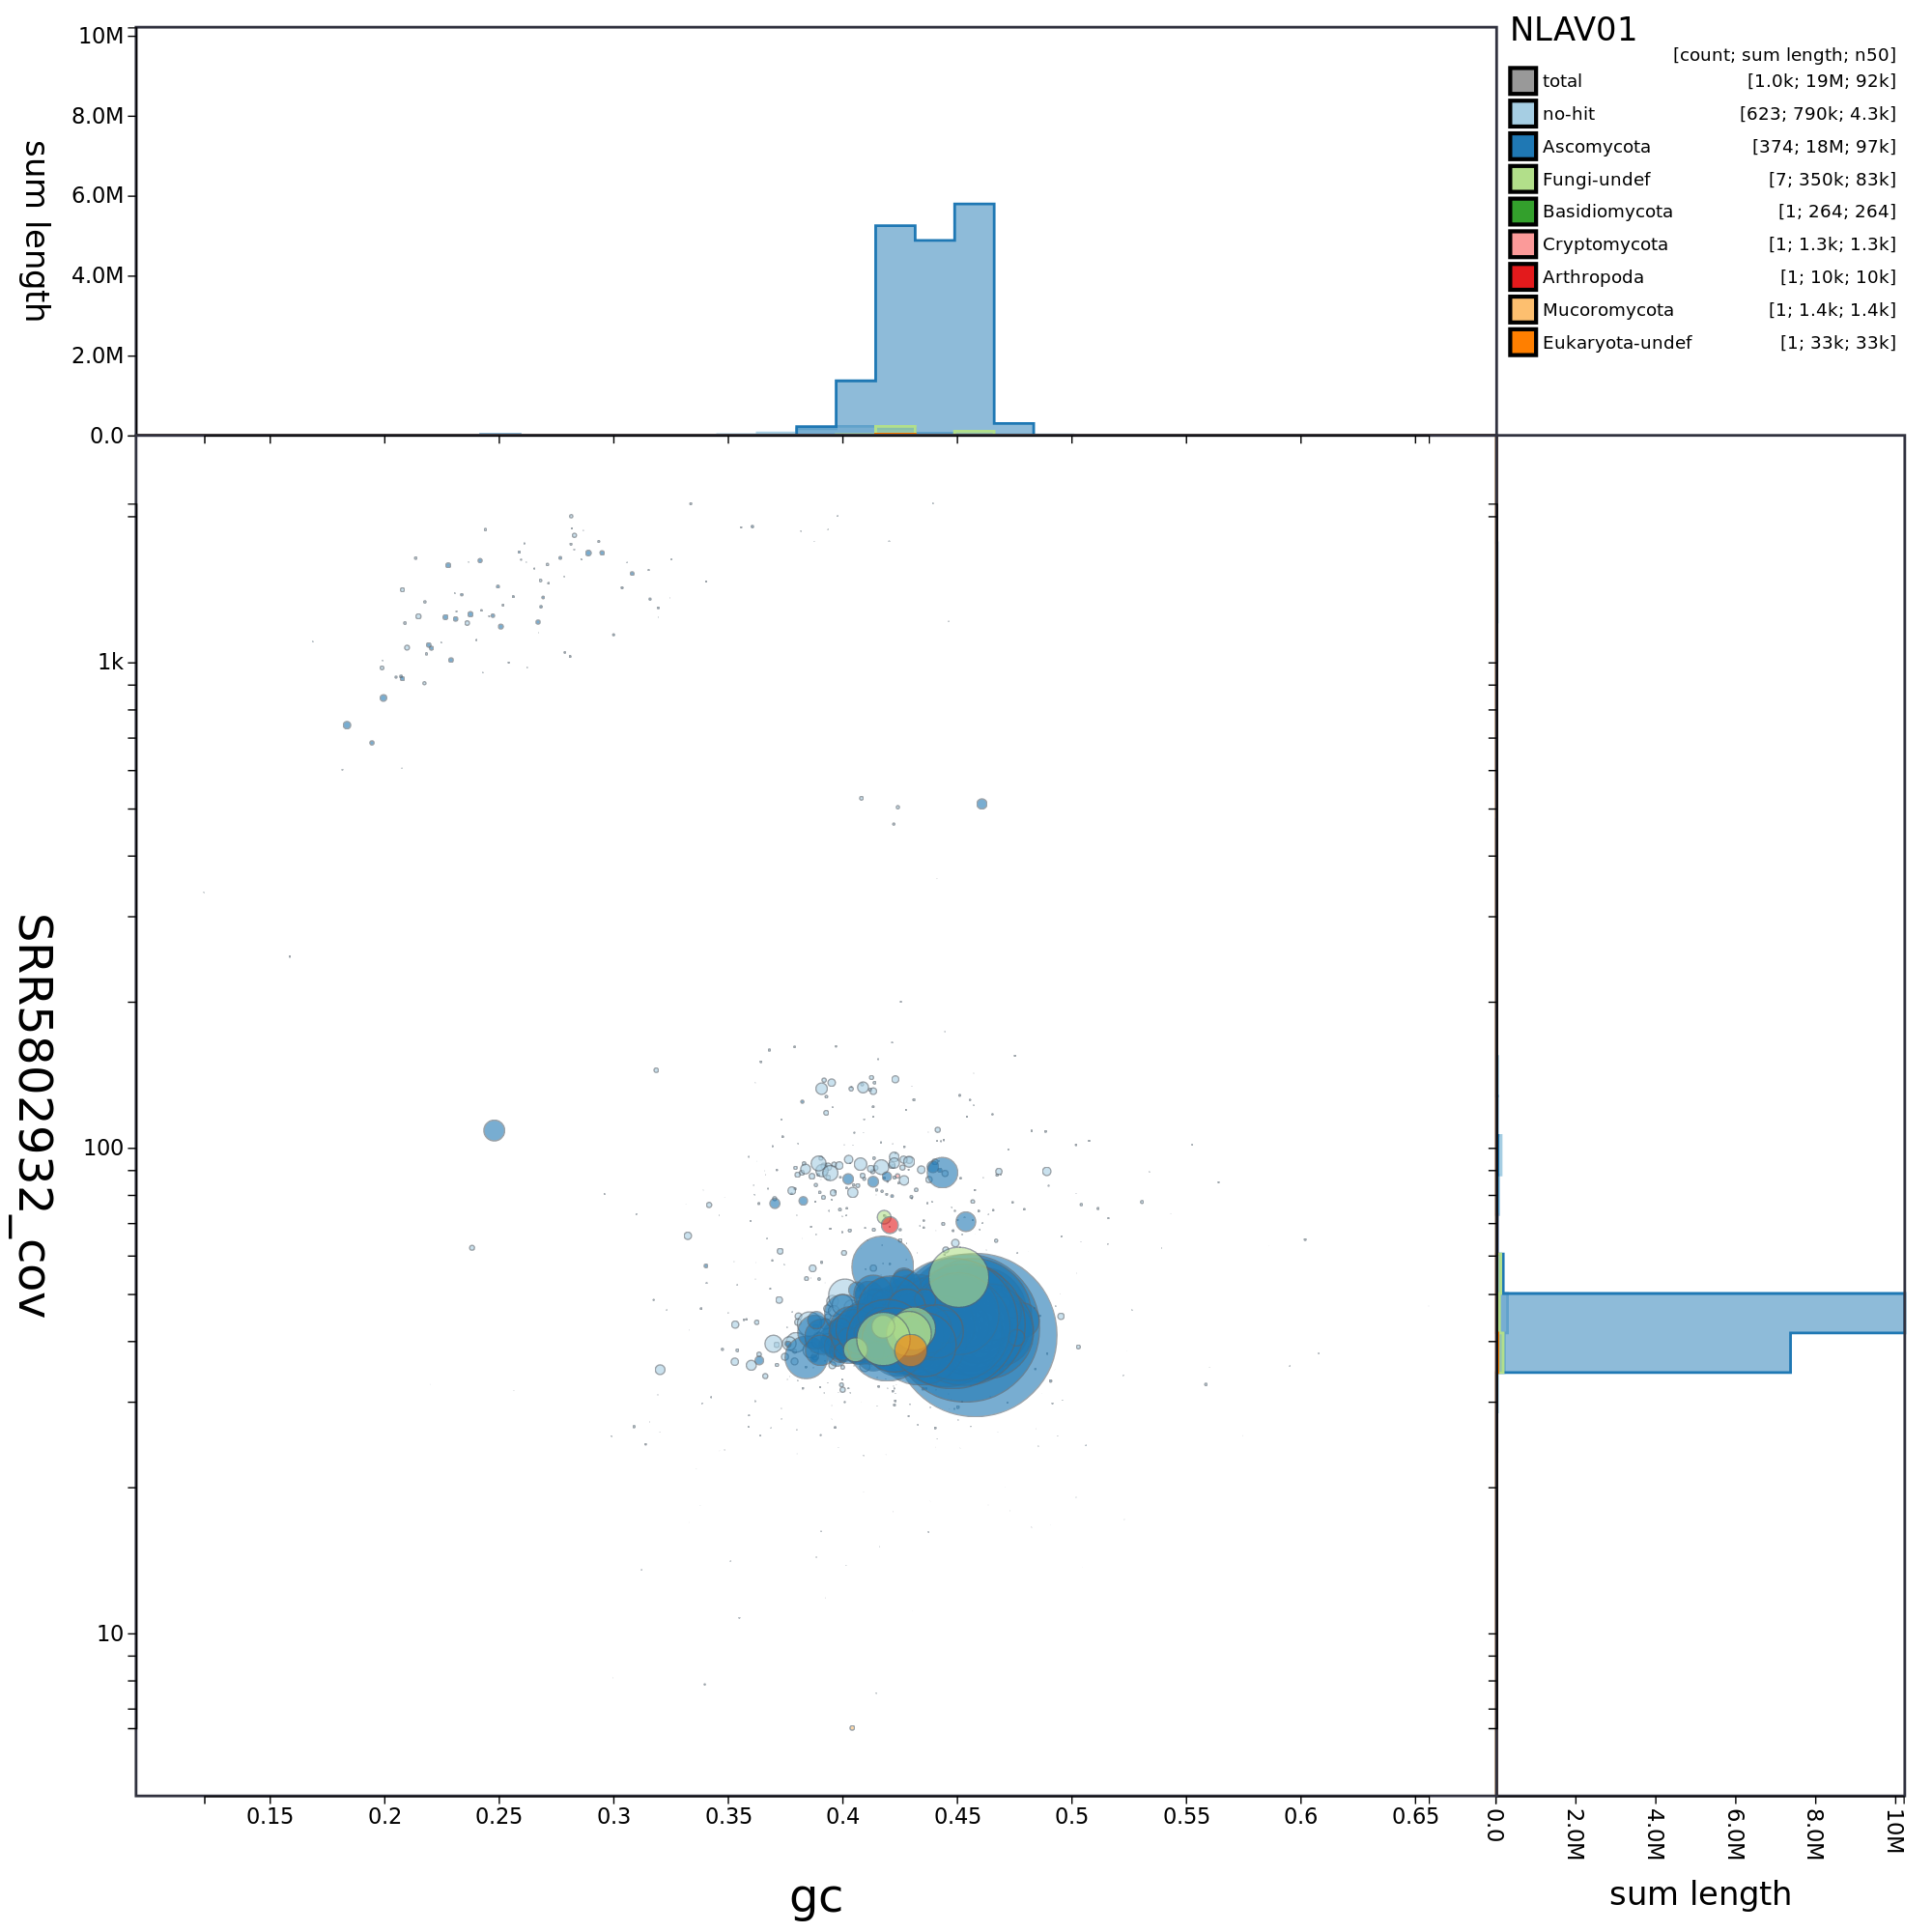 NLAV01
[count; sum length; n50]
total [1.0k; 19M; 92k]
no-hit [623; 790k; 4.3k]
Ascomycota [374; 18M; 97k]
Fungi-undef [7; 350k; 83k]
Basidiomycota [1; 264; 264]
Cryptomycota [1; 1.3k; 1.3k]
Arthropoda [1; 10k; 10k]
Mucoromycota [1; 1.4k; 1.4k]
Eukaryota-undef [1; 33k; 33k]
sum length
10M
8.0M
6.0M
4.0M
2.0M
0.0
SRR5802932_cov
1k
100
10
0.15 0.2 0.25 0.3 0.35 0.4 0.45 0.5 0.55 0.6 0.65
gc
0.0 2.0M 4.0M 6.0M 8.0M 10M
sum length